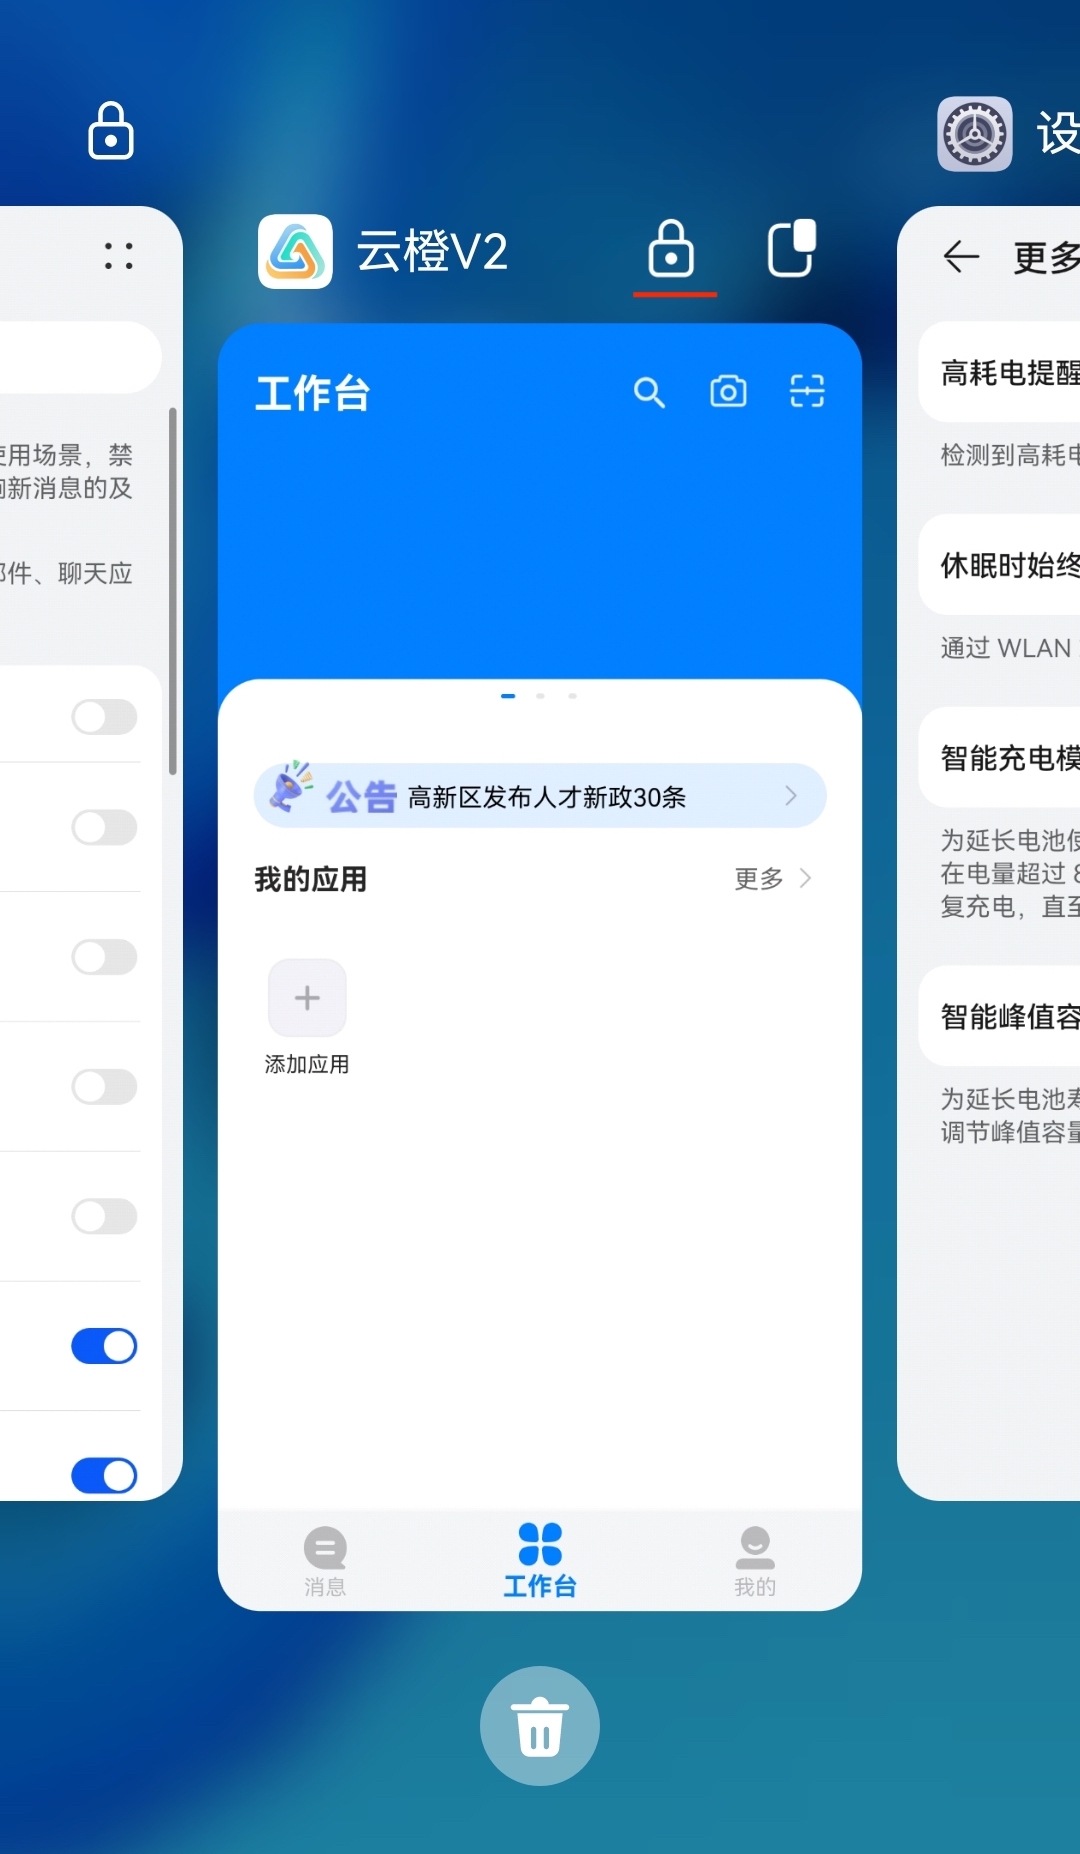 设
云橙V2
工作台
公告 高新区发布人才新政30条
我的应用
更多
添加应用
消息
工作台
我的
使用场景，禁
响新消息的及
邮件、聊天应
更多
高耗电提醒
检测到高耗电
休眠时始终
通过 WLAN
智能充电模
为延长电池使
在电量超过 8
复充电，直至
智能峰值容
为延长电池寿
调节峰值容量